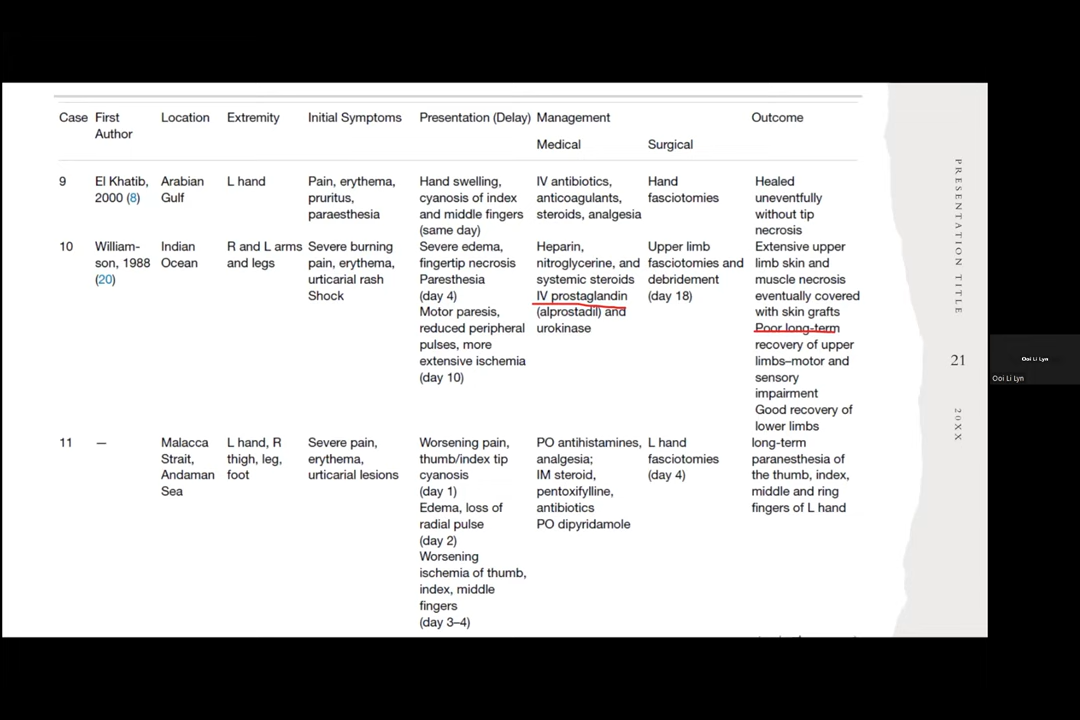 Case First Author Location Extremity Initial Symptoms Presentation (Delay) Management Outcome
Medical Surgical
9
El Khatib,
2000 (8)
Arabian
Gulf
L hand
Pain, erythema,
pruritus,
paraesthesia
Hand swelling,
cyanosis of index
and middle fingers
(same day)
IV antibiotics,
anticoagulants,
steroids, analgesia
Hand
fasciotomies
Healed
uneventfully
without tip
necrosis
10
William-
son, 1988
(20)
Indian
Ocean
R and L arms
and legs
Severe burning
pain, erythema,
urticarial rash
Shock
Severe edema,
fingertip necrosis
Paresthesia
(day 4)
Motor paresis,
reduced peripheral
pulses, more
extensive ischemia
(day 10)
Heparin,
nitroglycerine, and
systemic steroids
IV prostaglandin
(alprostadil) and
urokinase
Upper limb
fasciotomies and
debridement
(day 18)
Extensive upper
limb skin and
muscle necrosis
eventually covered
with skin grafts
Poor long-term
recovery of upper
limbs–motor and
sensory
impairment
Good recovery of
lower limbs
11
—
Malacca
Strait,
Andaman
Sea
L hand, R
thigh, leg,
foot
Severe pain,
erythema,
urticarial lesions
Worsening pain,
thumb/index tip
cyanosis
(day 1)
Edema, loss of
radial pulse
(day 2)
Worsening
ischemia of thumb,
index, middle
fingers
(day 3–4)
PO antihistamines,
analgesia;
IM steroid,
pentoxifylline,
antibiotics
PO dipyridamole
L hand
fasciotomies
(day 4)
long-term
paranesthesia of
the thumb, index,
middle and ring
fingers of L hand
PRESENTATION TITLE
21
20XX
Ooi Li Lyn
Ooi Li Lyn